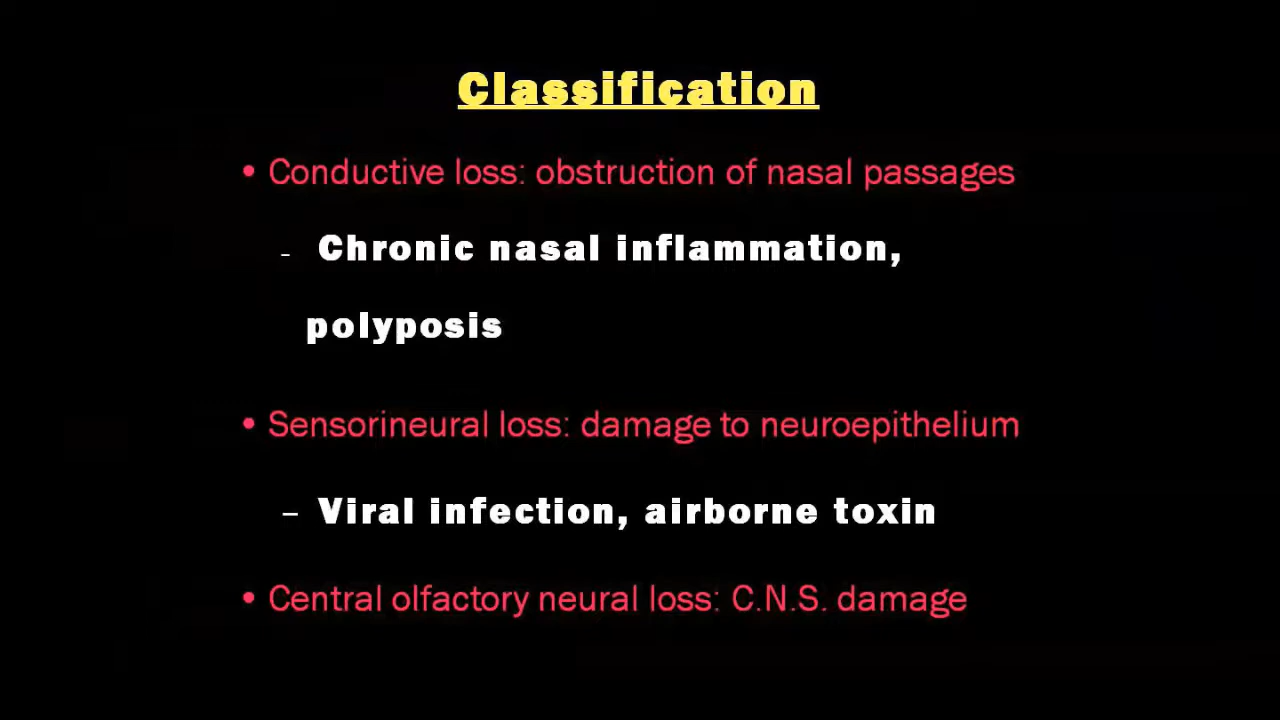 Classification
• Conductive loss: obstruction of nasal passages
- Chronic nasal inflammation,
polyposis
• Sensorineural loss: damage to neuroepithelium
– Viral infection, airborne toxin
• Central olfactory neural loss: C.N.S. damage